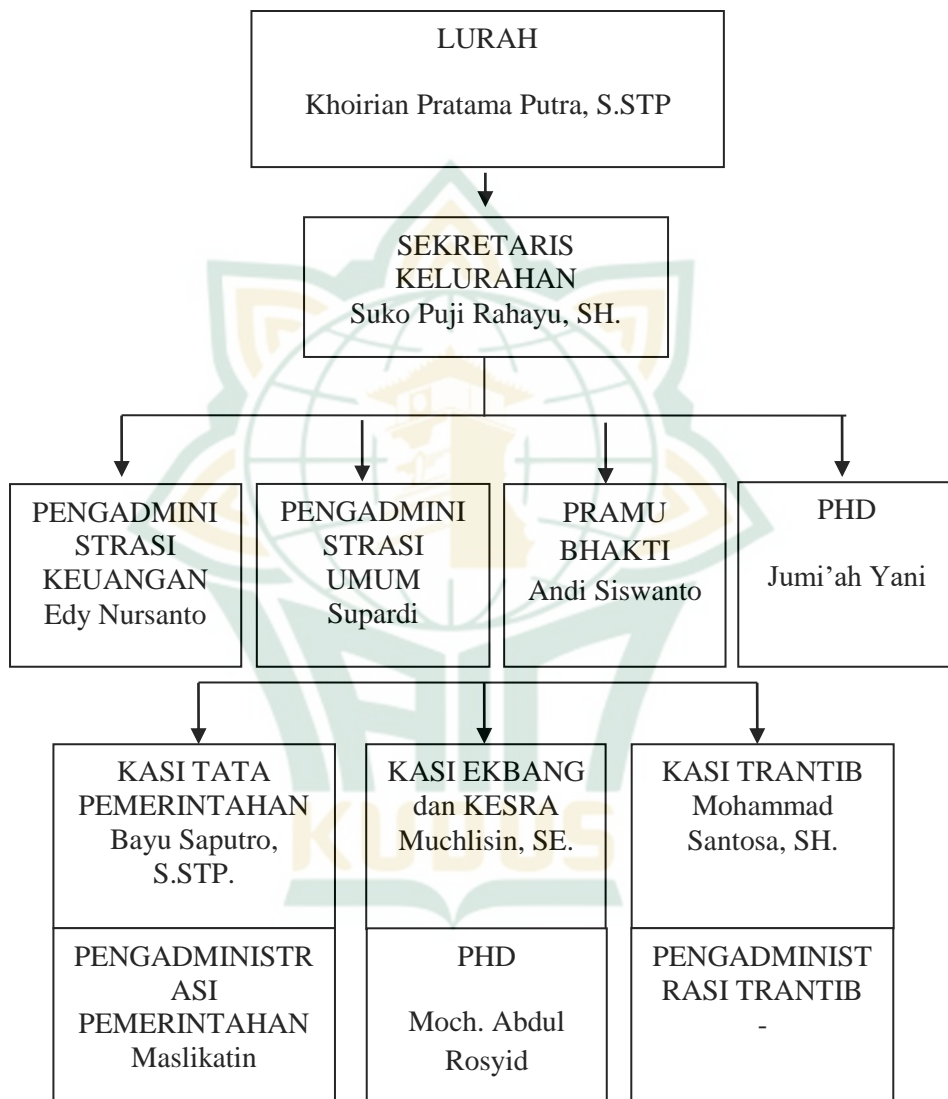 LURAH
Khoirian Pratama Putra, S.STP
SEKRETARIS
KELURAHAN
Suko Puji Rahayu, SH.
PENGADMINI
STRASI
KEUANGAN
Edy Nursanto
PENGADMINI
STRASI
UMUM
Supardi
PRAMU
BHAKTI
Andi Siswanto
PHD
Jumi’ah Yani
KASI TATA
PEMERINTAHAN
Bayu Saputro,
S.STP.
KASI EKBANG
dan KESRA
Muchlisin, SE.
KASI TRANTIB
Mohammad
Santosa, SH.
PENGADMINISTR
ASI
PEMERINTAHAN
Maslikatin
PHD
Moch. Abdul
Rosyid
PENGADMINIST
RASI TRANTIB
-
IAIN
KUDUS